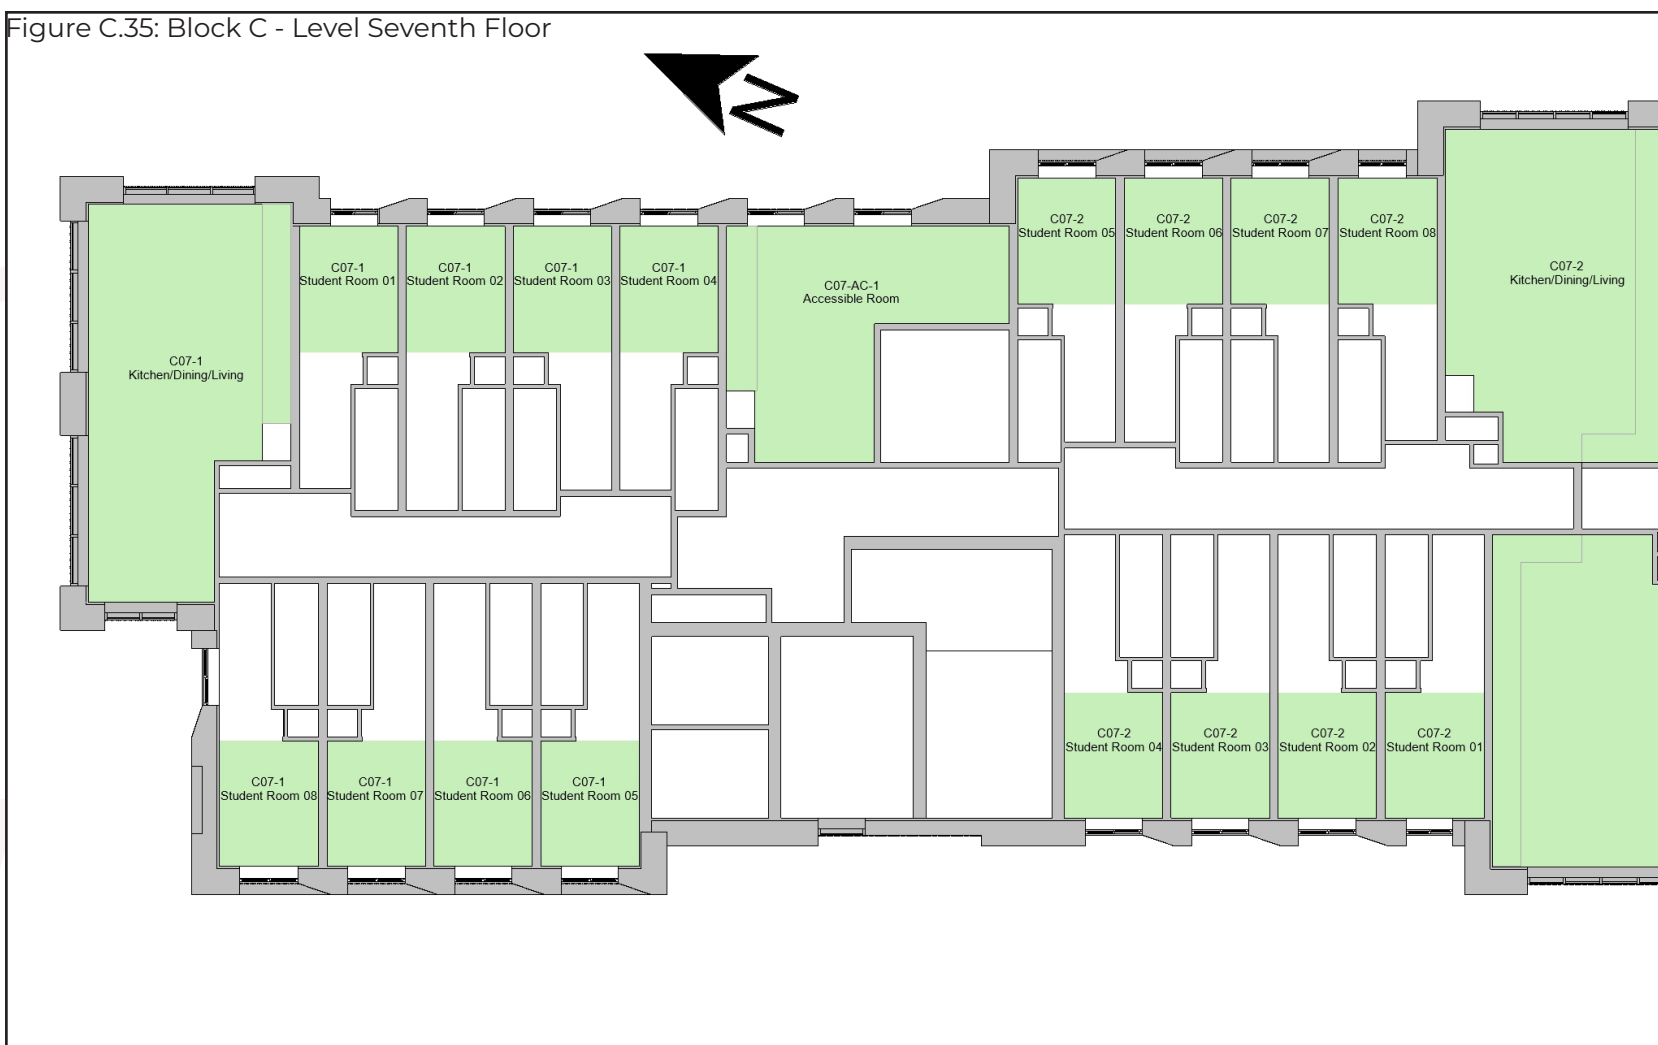 Figure C.35: Block C - Level Seventh Floor
N
C07-2
Student Room 05
C07-2
Student Room 06
C07-2
Student Room 07
C07-2
Student Room 08
C07-1
Student Room 01
C07-1
Student Room 02
C07-1
Student Room 03
C07-1
Student Room 04
C07-AC-1
Accessible Room
C07-2
Kitchen/Dining/Living
C07-1
Kitchen/Dining/Living
C07-2
Student Room 04
C07-2
Student Room 03
C07-2
Student Room 02
C07-2
Student Room 01
C07-1
Student Room 08
C07-1
Student Room 07
C07-1
Student Room 06
C07-1
Student Room 05